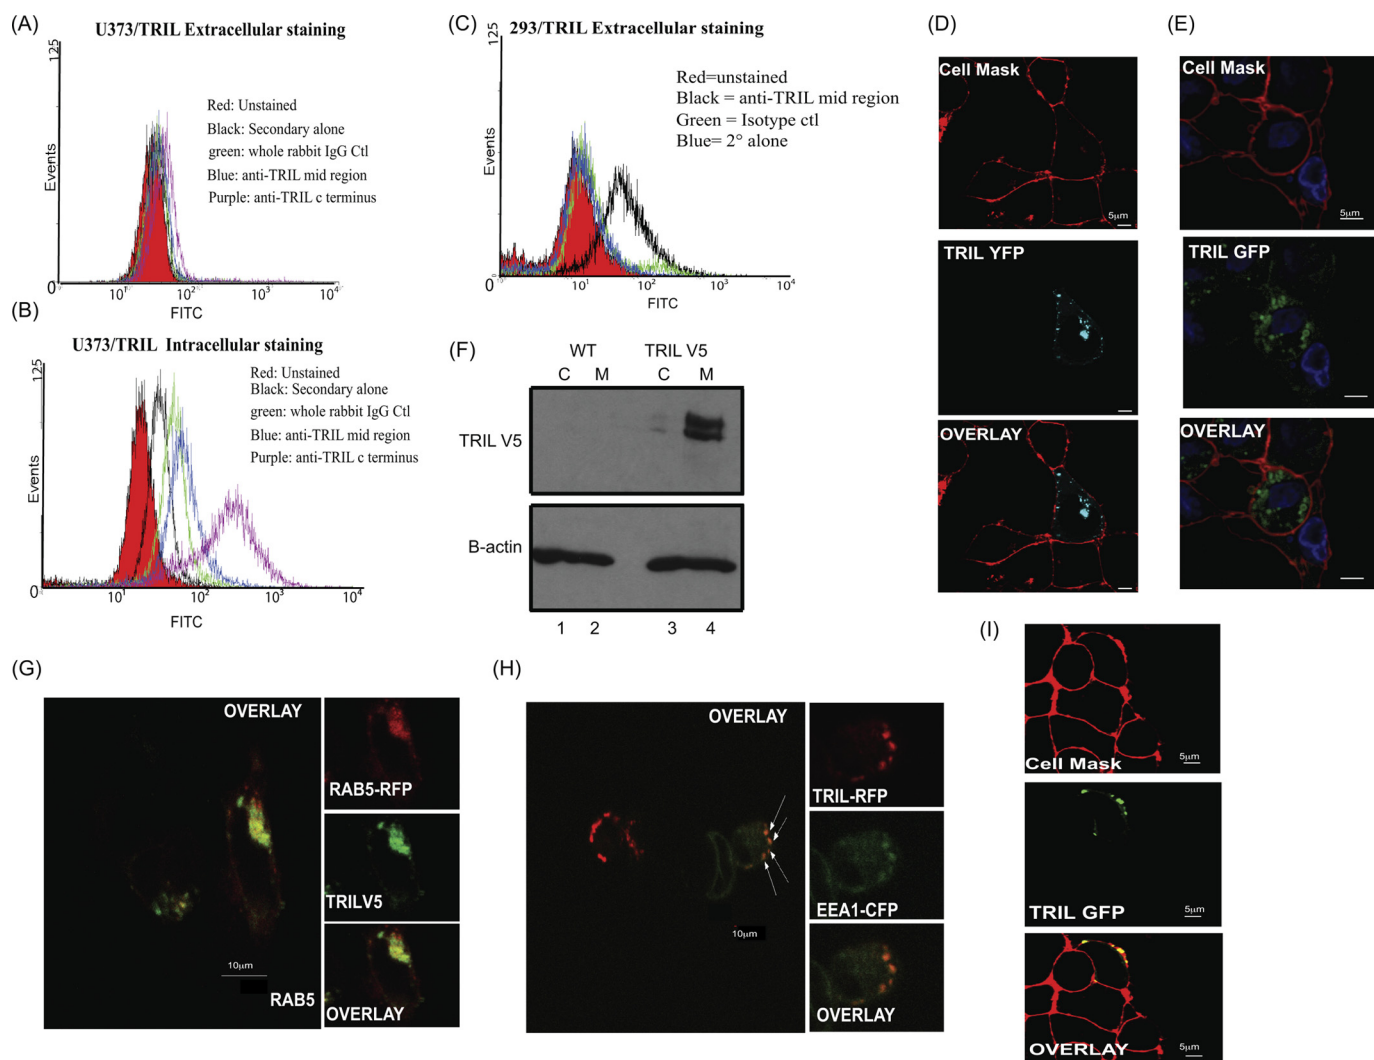 (A)
U373/TRIL Extracellular staining
125
Events
0
Red: Unstained
Black: Secondary alone
green: whole rabbit IgG Ctl
Blue: anti-TRIL mid region
Purple: anti-TRIL c terminus
10¹ 10² 10³ 10⁴
FITC
(B)
U373/TRIL Intracellular staining
125
Events
0
Red: Unstained
Black: Secondary alone
green: whole rabbit IgG Ctl
Blue: anti-TRIL mid region
Purple: anti-TRIL c terminus
10¹ 10² 10³ 10⁴
FITC
(C)
293/TRIL Extracellular staining
125
Events
0
Red=unstained
Black = anti-TRIL mid region
Green = Isotype ctl
Blue= 2° alone
10¹ 10² 10³ 10⁴
FITC
(D)
Cell Mask
5μm
TRIL YFP
OVERLAY
(E)
Cell Mask
5μm
TRIL GFP
OVERLAY
(F)
WT TRIL V5
C M C M
TRIL V5
B-actin
1 2 3 4
(G)
OVERLAY
10μm
RAB5
RAB5-RFP
TRILV5
OVERLAY
(H)
OVERLAY
10μm
TRIL-RFP
EEA1-CFP
OVERLAY
(I)
Cell Mask
5μm
TRIL GFP
5μm
OVERLAY
5μm